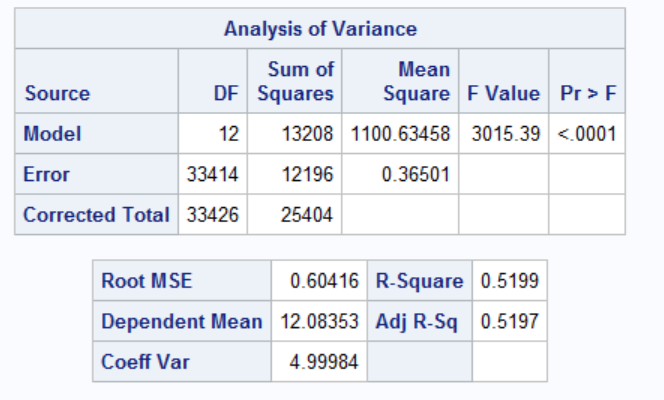 Analysis of Variance
Source DF Sum of Squares Mean Square F Value Pr > F
Model 12 13208 1100.63458 3015.39 <.0001
Error 33414 12196 0.36501
Corrected Total 33426 25404
Root MSE 0.60416 R-Square 0.5199
Dependent Mean 12.08353 Adj R-Sq 0.5197
Coeff Var 4.99984